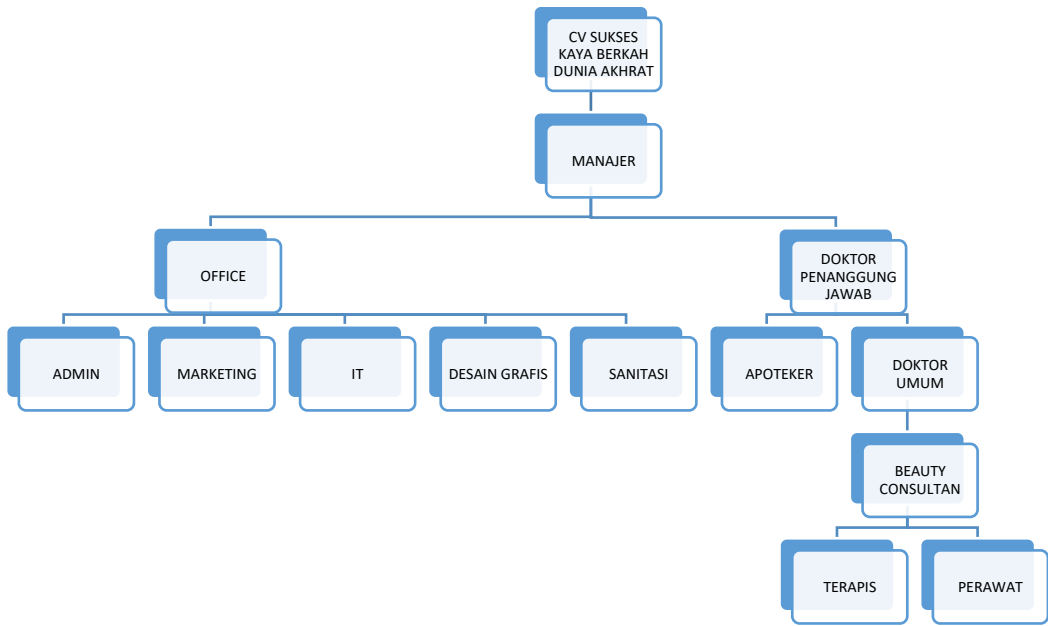 CV SUKSES
KAYA BERKAH
DUNIA AKHRAT
MANAJER
OFFICE
DOKTOR
PENANGGUNG
JAWAB
ADMIN
MARKETING
IT
DESAIN GRAFIS
SANITASI
APOTEKER
DOKTOR
UMUM
BEAUTY
CONSULTAN
TERAPIS
PERAWAT